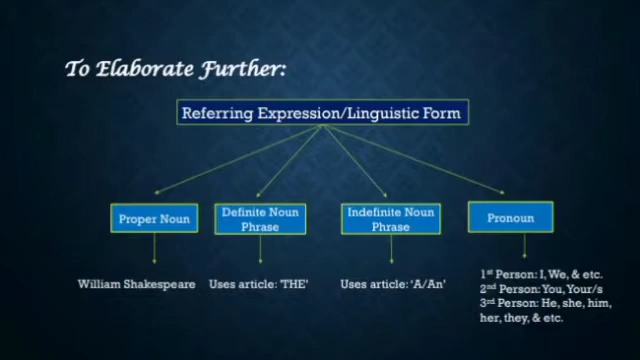 To Elaborate Further:
Referring Expression/Linguistic Form
Proper Noun
Definite Noun
Phrase
Indefinite Noun
Phrase
Pronoun
William Shakespeare
Uses article: 'THE'
Uses article: 'A/An'
1st Person: I, We, & etc.
2nd Person: You, Your/s
3rd Person: He, she, him,
her, they, & etc.